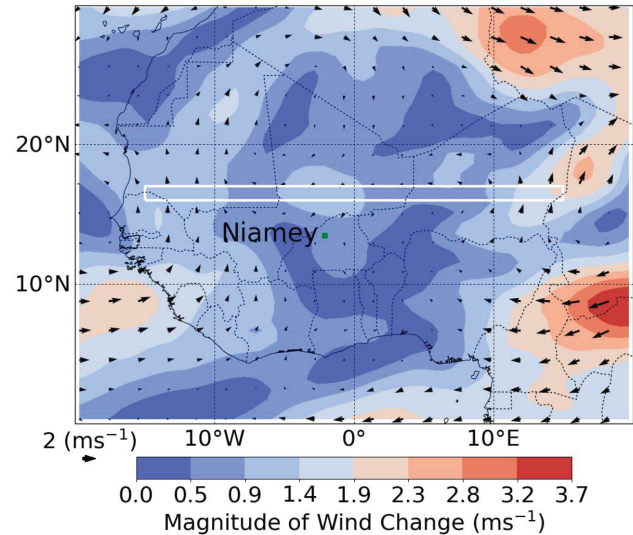 20°N
Niamey
10°N
2 (ms⁻¹)
10°W 0° 10°E
0.0 0.5 0.9 1.4 1.9 2.3 2.8 3.2 3.7
Magnitude of Wind Change (ms⁻¹)